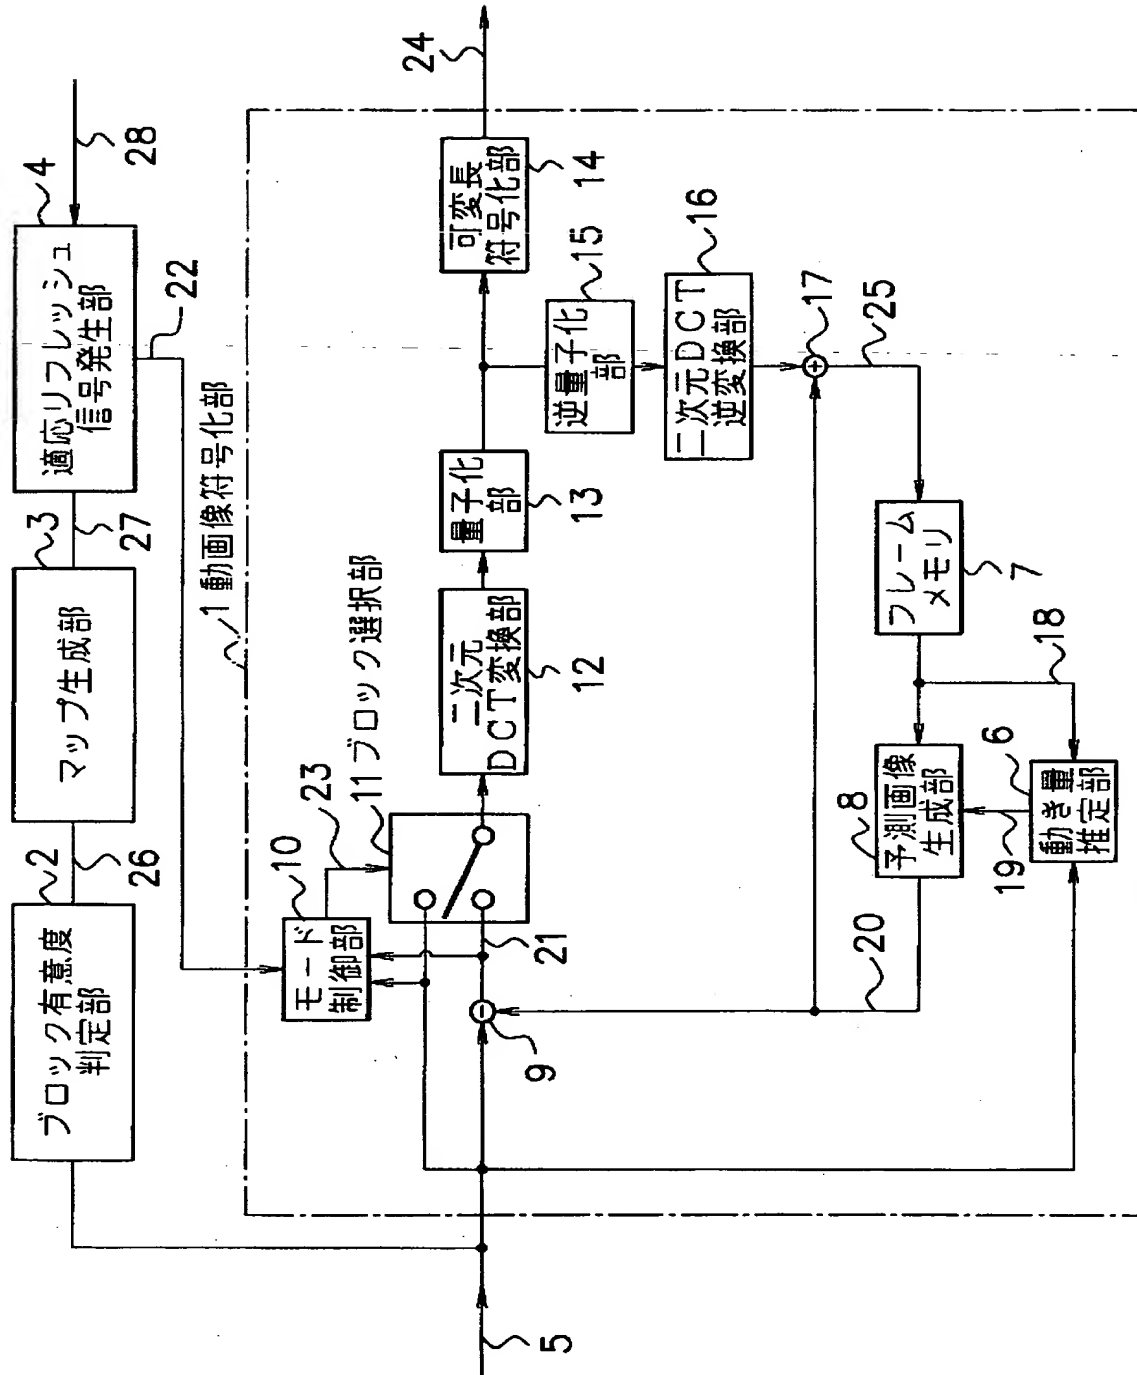 ブロック有意度
判定部
2
26
マップ生成部
3
27
適応リフレッシュ
信号発生部
4
28
22
1 動画像符号化部
モード
制御部
10
23
11 ブロック選択部
21
9
5
二次元
DCT変換部
12
量子化
部
13
可変長
符号化部
14
24
逆量子化
部
15
二次元DCT
逆変換部
16
17
25
フレーム
メモリ
7
18
予測画像
生成部
8
20
19
動き量
推定部
6